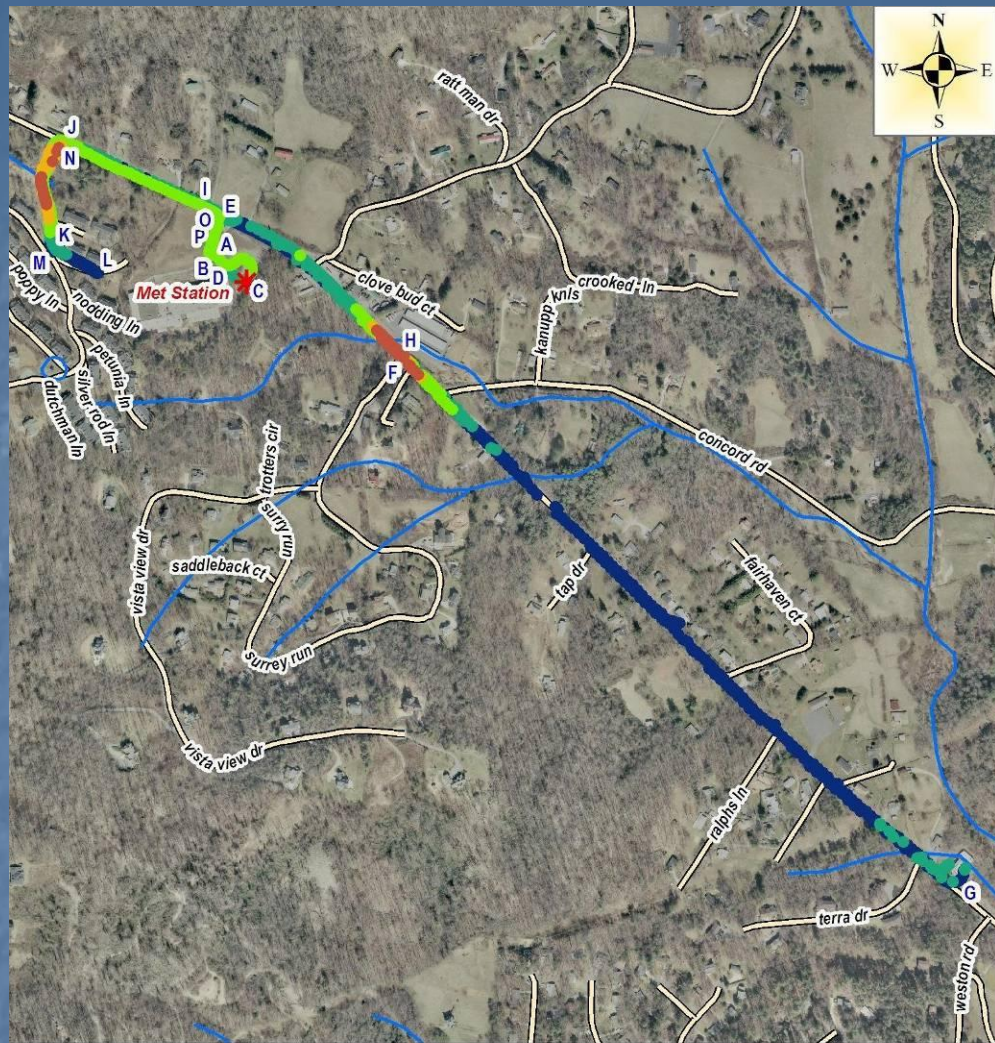 N
W E
S
ratt man dr
J
N
I
E
O
P
A
K
M
L
B
D
C
Met Station
poppy ln
nodding ln
clove bud ct
crooked ln
kanupp knls
H
F
petunia ln
silver rod ln
dutchman ln
concord rd
trotters cir
surry run
vista view dr
saddleback ct
tap dr
fairhaven ct
surrey run
vista view dr
ralphs ln
G
terra dr
weston rd